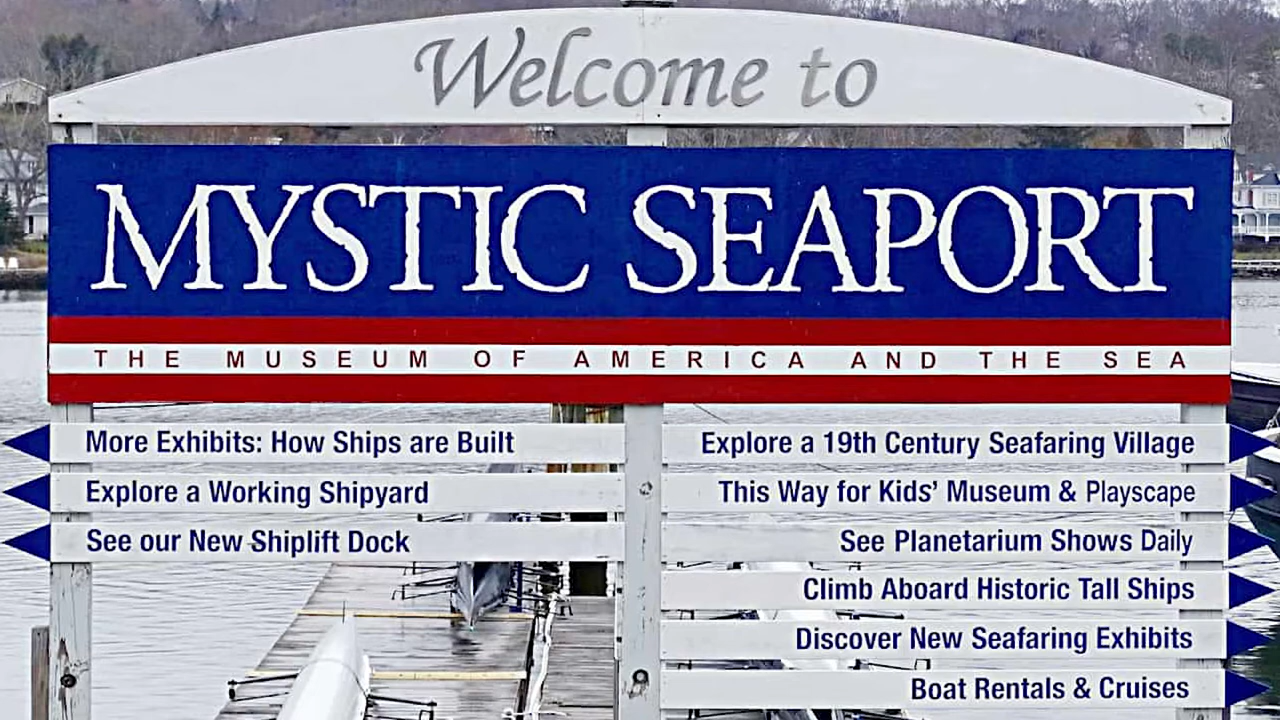 Welcome to
MYSTIC SEAPORT
THE MUSEUM OF AMERICA AND THE SEA
More Exhibits: How Ships are Built
Explore a Working Shipyard
See our New Shiplift Dock
Explore a 19th Century Seafaring Village
This Way for Kids’ Museum & Playscape
See Planetarium Shows Daily
Climb Aboard Historic Tall Ships
Discover New Seafaring Exhibits
Boat Rentals & Cruises